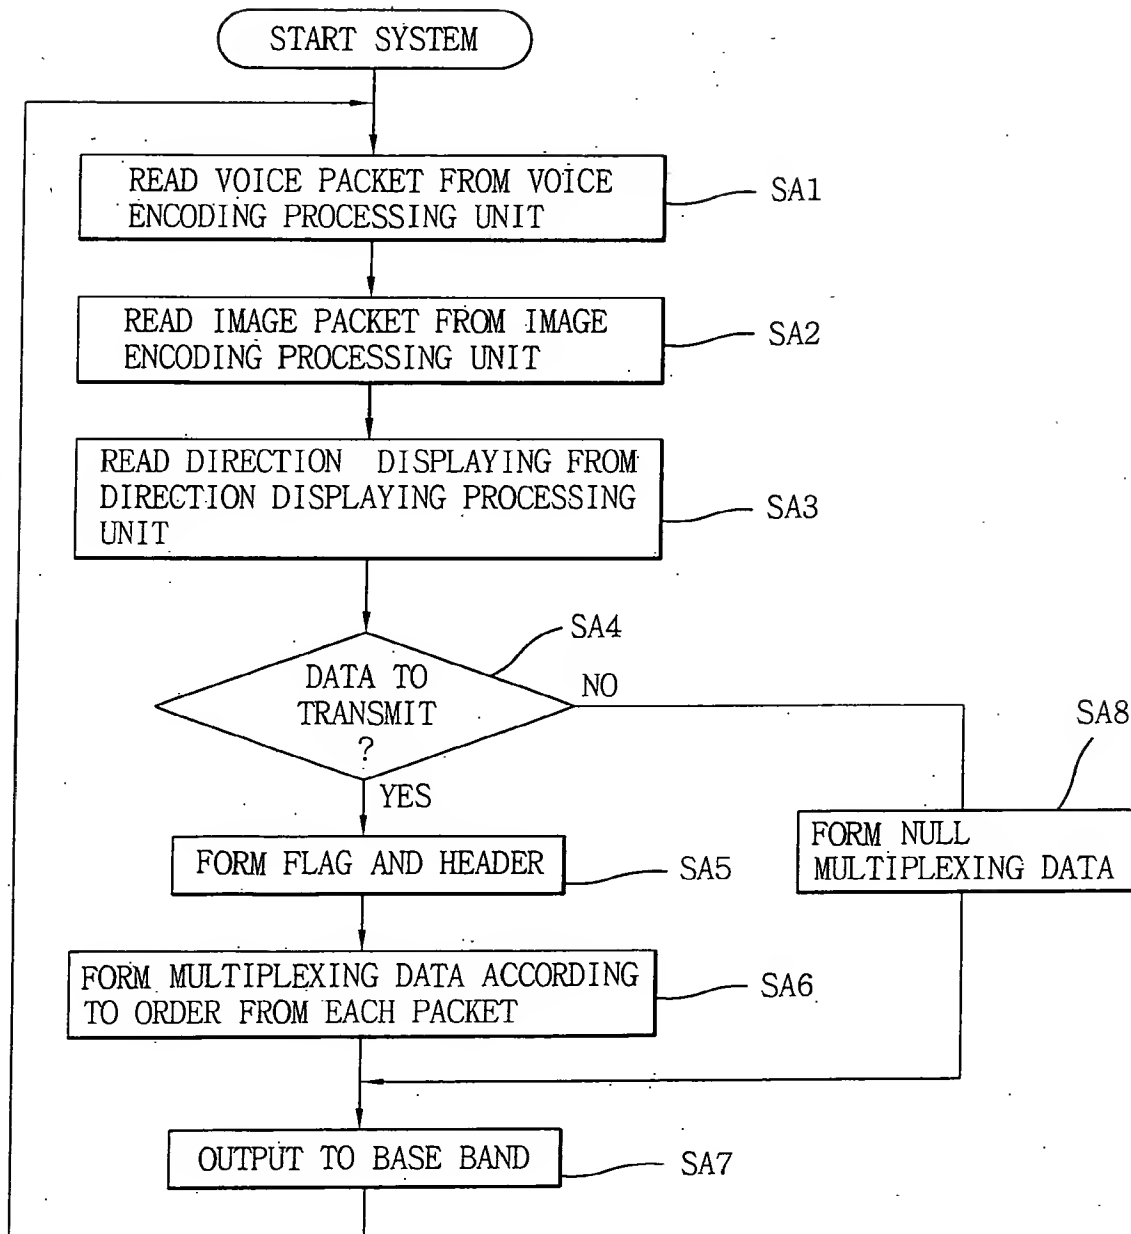 START SYSTEM
READ VOICE PACKET FROM VOICE
ENCODING PROCESSING UNIT
SA1
READ IMAGE PACKET FROM IMAGE
ENCODING PROCESSING UNIT
SA2
READ DIRECTION DISPLAYING FROM
DIRECTION DISPLAYING PROCESSING
UNIT
SA3
SA4
DATA TO
TRANSMIT
?
NO
YES
SA8
FORM NULL
MULTIPLEXING DATA
FORM FLAG AND HEADER
SA5
FORM MULTIPLEXING DATA ACCORDING
TO ORDER FROM EACH PACKET
SA6
OUTPUT TO BASE BAND
SA7